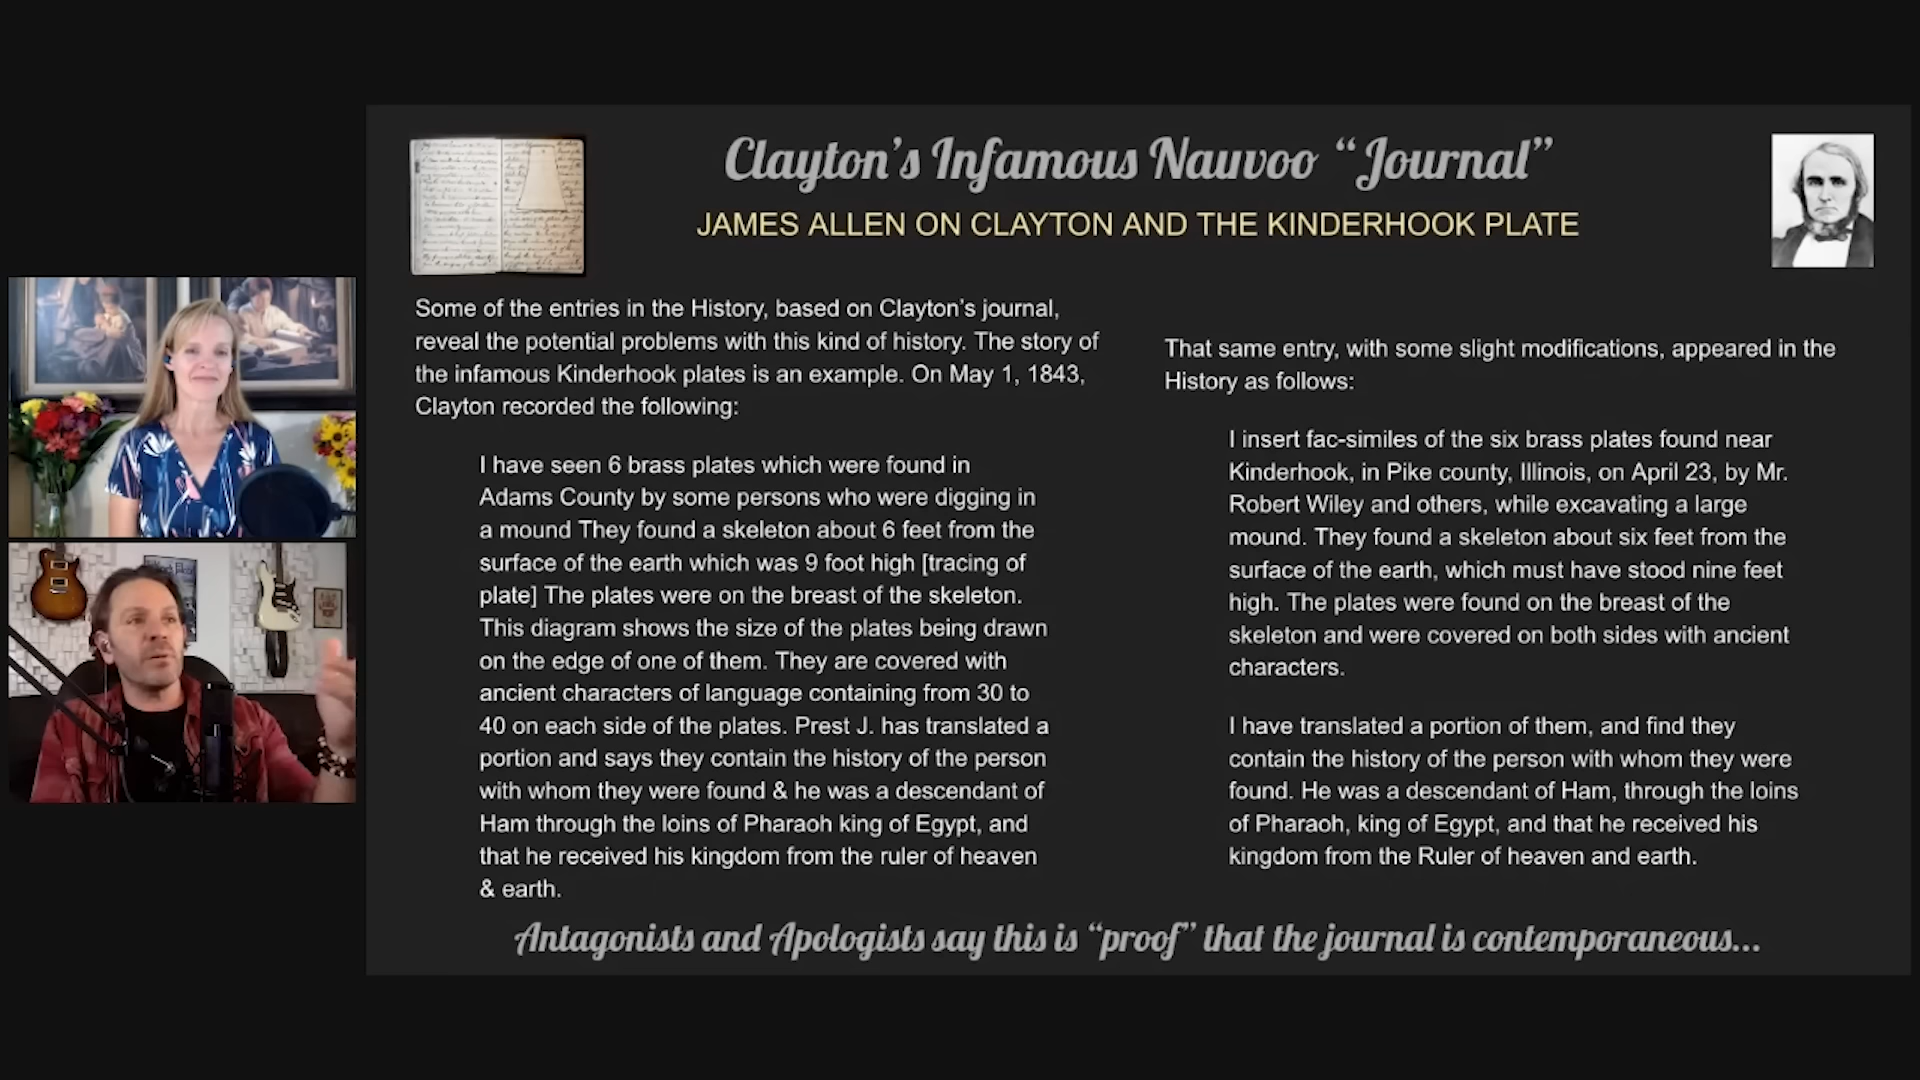 Clayton's Infamous Nauvoo “Journal”
JAMES ALLEN ON CLAYTON AND THE KINDERHOOK PLATE
Some of the entries in the History, based on Clayton's journal,
reveal the potential problems with this kind of history. The story of
the infamous Kinderhook plates is an example. On May 1, 1843,
Clayton recorded the following:
I have seen 6 brass plates which were found in
Adams County by some persons who were digging in
a mound They found a skeleton about 6 feet from the
surface of the earth which was 9 foot high [tracing of
plate] The plates were on the breast of the skeleton.
This diagram shows the size of the plates being drawn
on the edge of one of them. They are covered with
ancient characters of language containing from 30 to
40 on each side of the plates. Prest J. has translated a
portion and says they contain the history of the person
with whom they were found & he was a descendant of
Ham through the loins of Pharaoh king of Egypt, and
that he received his kingdom from the ruler of heaven
& earth.
That same entry, with some slight modifications, appeared in the
History as follows:
I insert fac-similes of the six brass plates found near
Kinderhook, in Pike county, Illinois, on April 23, by Mr.
Robert Wiley and others, while excavating a large
mound. They found a skeleton about six feet from the
surface of the earth, which must have stood nine feet
high. The plates were found on the breast of the
skeleton and were covered on both sides with ancient
characters.
I have translated a portion of them, and find they
contain the history of the person with whom they were
found. He was a descendant of Ham, through the loins
of Pharaoh, king of Egypt, and that he received his
kingdom from the Ruler of heaven and earth.
Antagonists and Apologists say this is “proof” that the journal is contemporaneous...